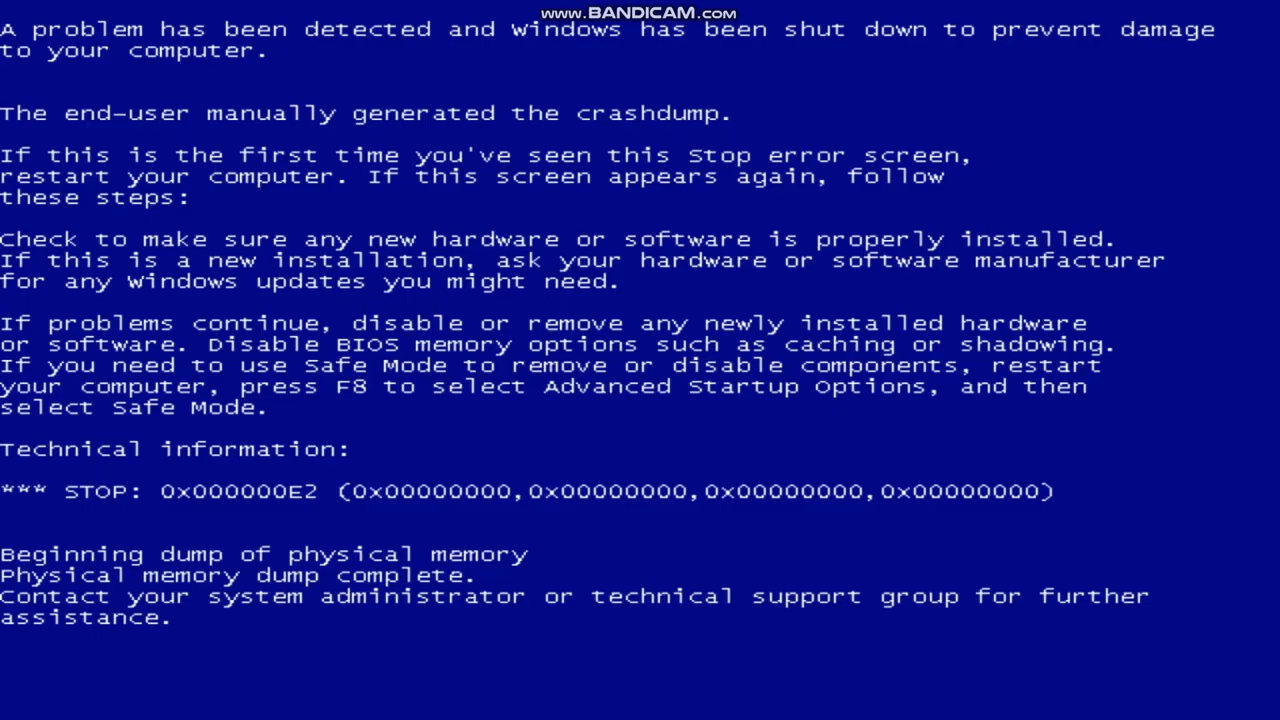 www.BANDICAM.com
A problem has been detected and Windows has been shut down to prevent damage
to your computer.
The end-user manually generated the crashdump.
If this is the first time you've seen this Stop error screen,
restart your computer. If this screen appears again, follow
these steps:
Check to make sure any new hardware or software is properly installed.
If this is a new installation, ask your hardware or software manufacturer
for any Windows updates you might need.
If problems continue, disable or remove any newly installed hardware
or software. Disable BIOS memory options such as caching or shadowing.
If you need to use Safe Mode to remove or disable components, restart
your computer, press F8 to select Advanced Startup Options, and then
select Safe Mode.
Technical information:
*** STOP: 0x000000E2 (0x00000000,0x00000000,0x00000000,0x00000000)
Beginning dump of physical memory
Physical memory dump complete.
Contact your system administrator or technical support group for further
assistance.